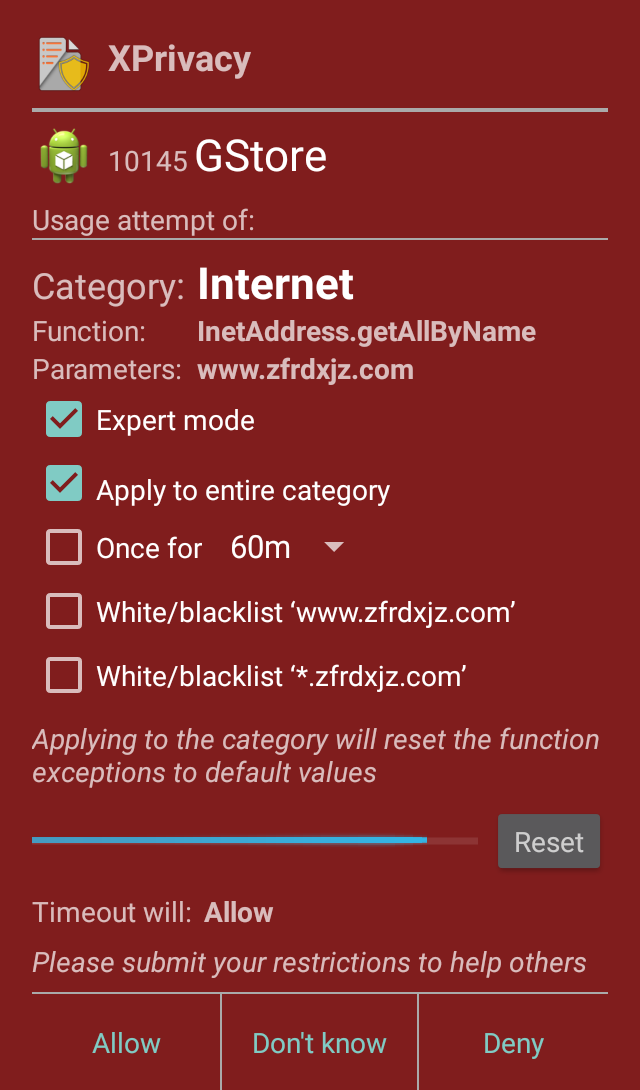 XPrivacy
10145 GStore
Usage attempt of:
Category: Internet
Function: InetAddress.getAllByName
Parameters: www.zfrdxjz.com
Expert mode
Apply to entire category
Once for 60m
White/blacklist ‘www.zfrdxjz.com’
White/blacklist ‘*.zfrdxjz.com’
Applying to the category will reset the function
exceptions to default values
Reset
Timeout will: Allow
Please submit your restrictions to help others
Allow Don't know Deny